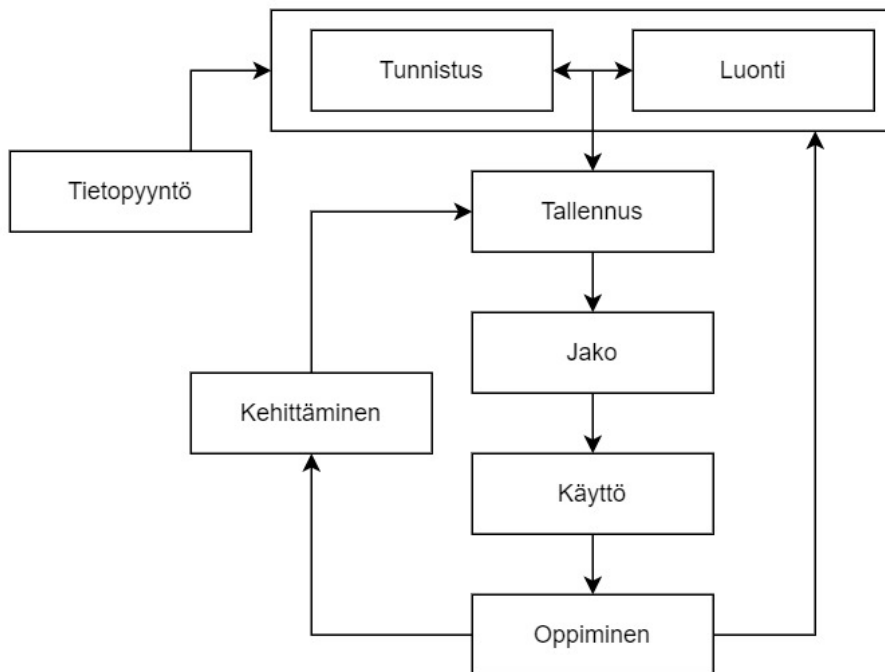 Tunnistus
Luonti
Tietopyyntö
Tallennus
Jako
Kehittäminen
Käyttö
Oppiminen